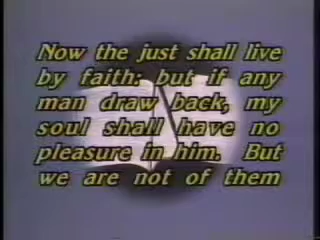 Now the just shall live
by faith: but if any
man draw back, my
soul shall have no
pleasure in him. But
we are not of them